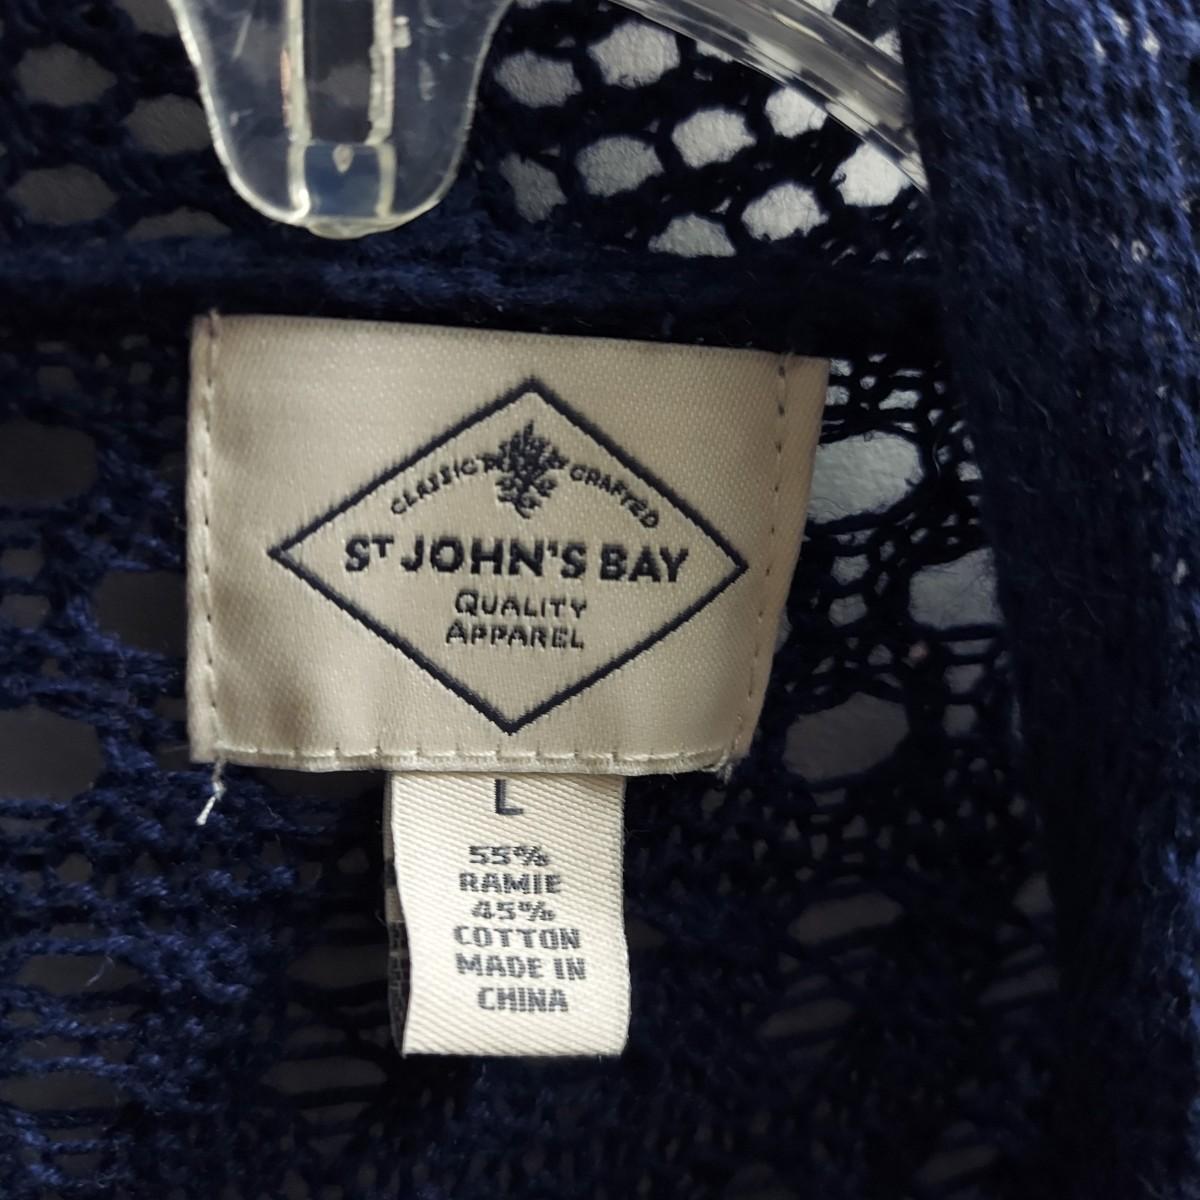 CLASSIC CRAFTED
ST JOHN'S BAY
QUALITY
APPAREL
L
55%
RAMIE
45%
COTTON
MADE IN
CHINA